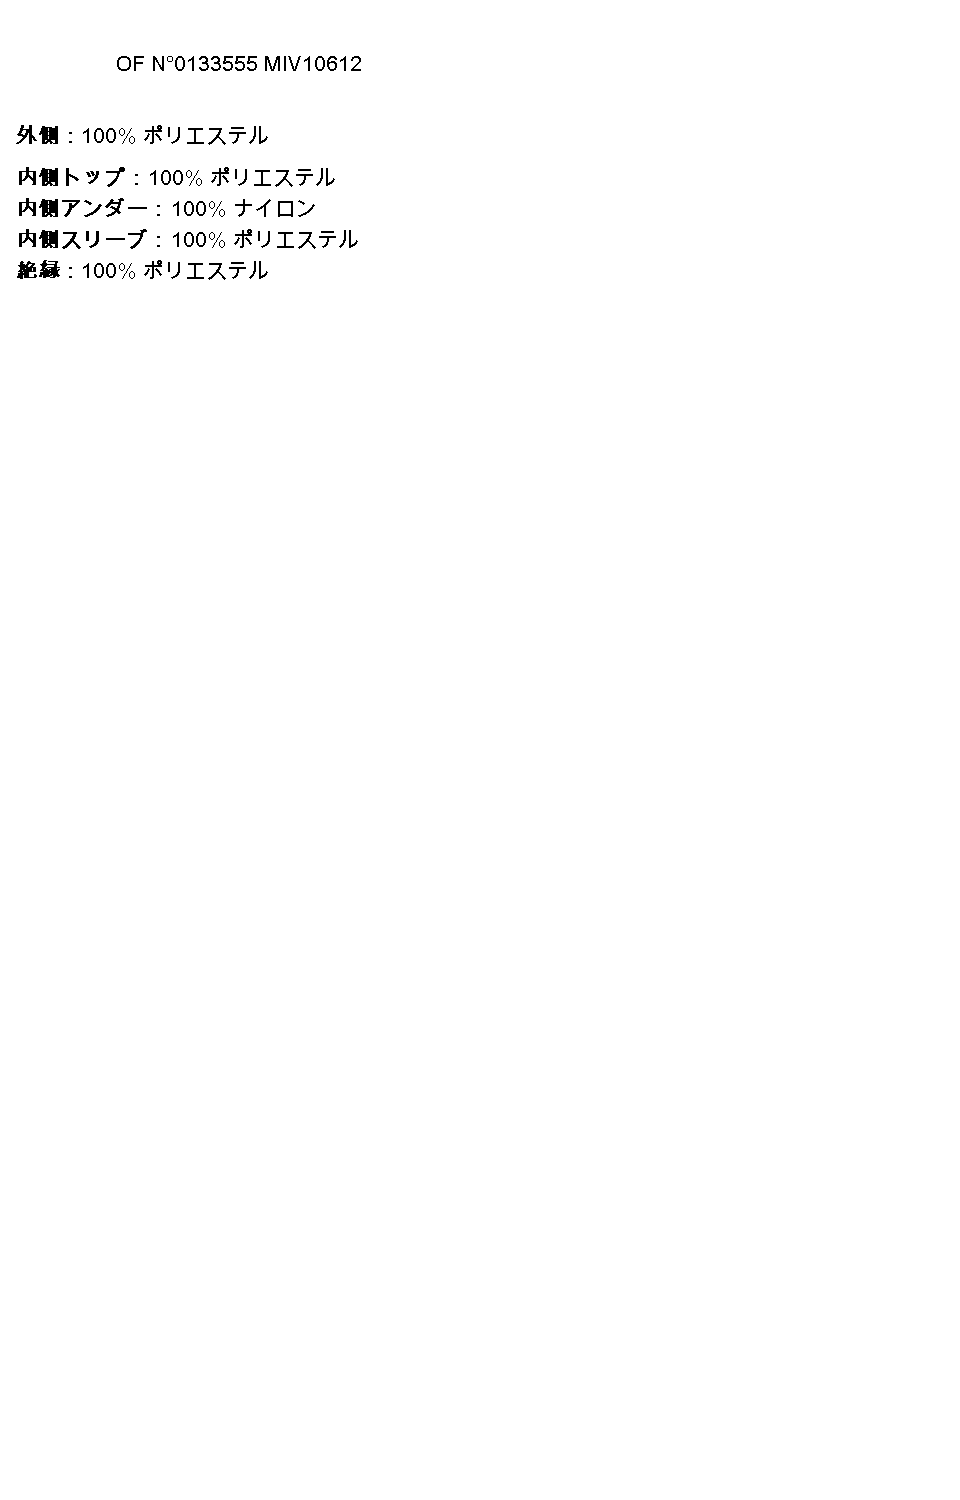 OF N°0133555 MIV10612
外側 : 100% ポリエステル
内側トップ : 100% ポリエステル
内側アンダー : 100% ナイロン
内側スリーブ : 100% ポリエステル
絶縁 : 100% ポリエステル